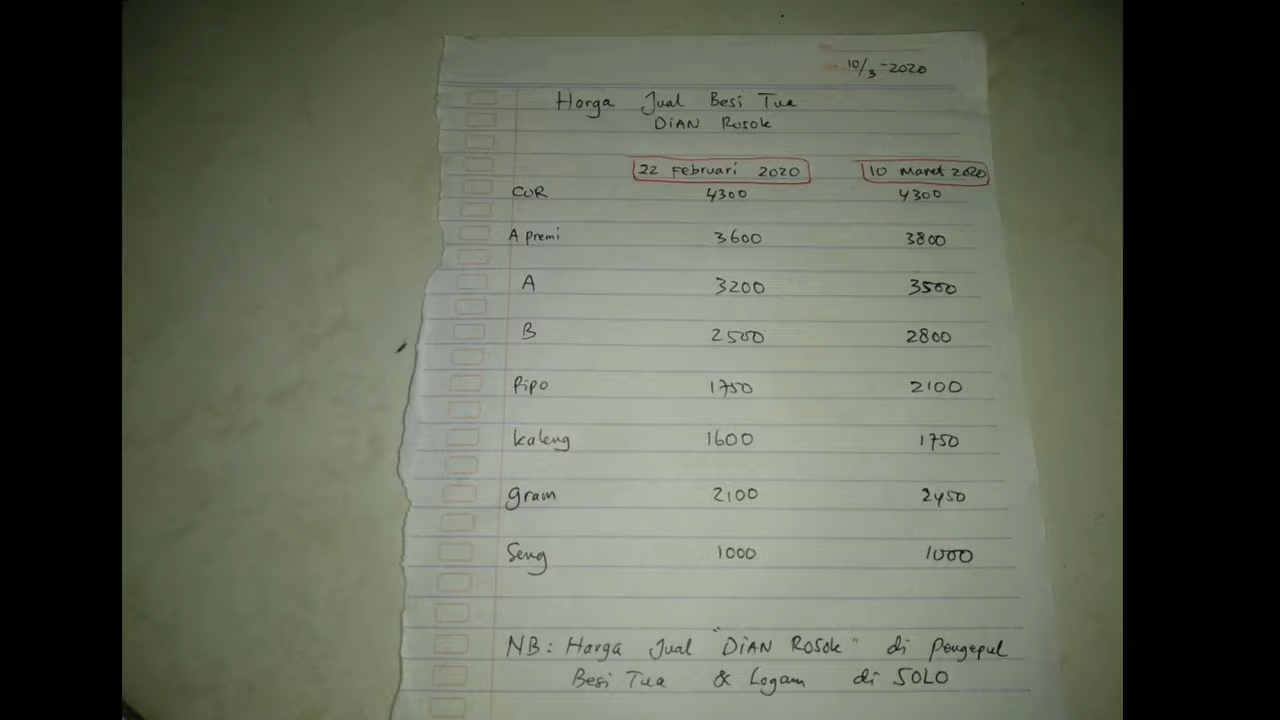 10/3-2020
Harga Jual Besi Tua
DIAN Rosok
22 Februari 2020 10 Maret 2020
CUR 4300 4300
A premi 3600 3800
A 3200 3500
B 2500 2800
Pipo 1750 2100
kaleng 1600 1750
gram 2100 2450
Seng 1000 1000
NB: Harga Jual "DIAN ROSOK" di Pengepul
Besi Tua & Logam di SOLO